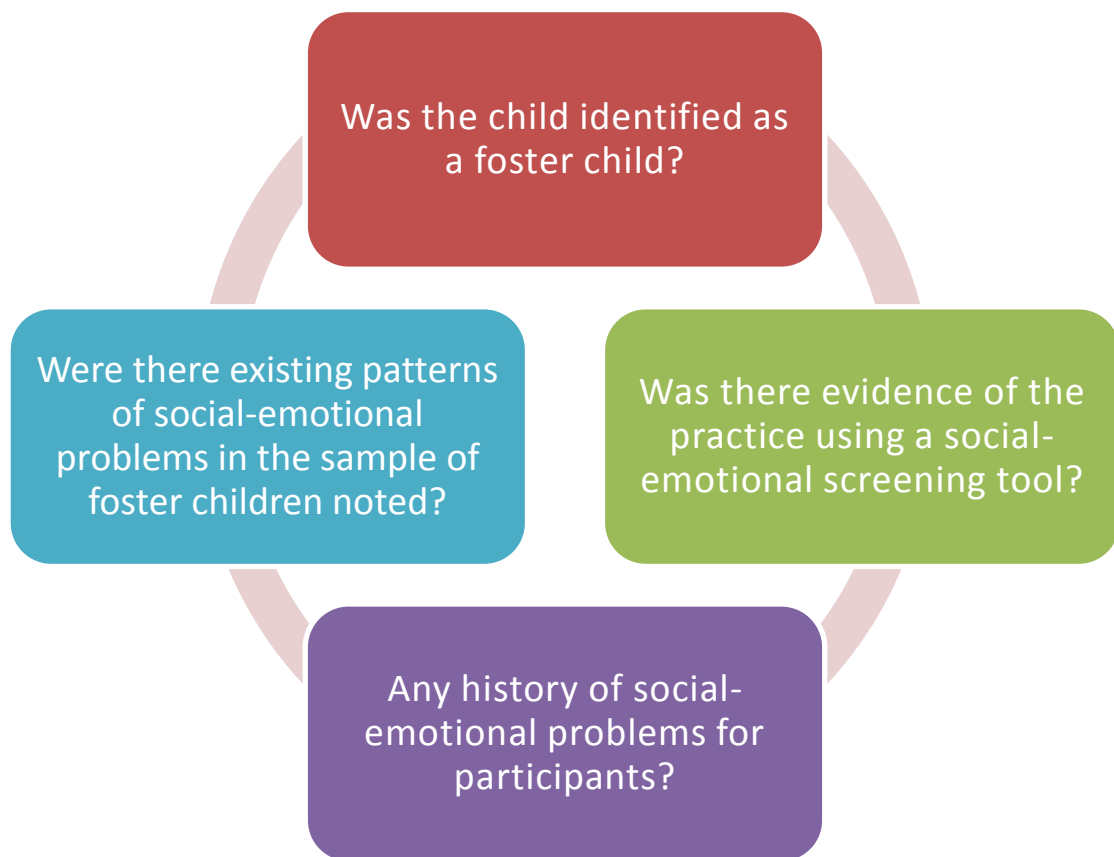 Was the child identified as
a foster child?
Was there evidence of the
practice using a social-
emotional screening tool?
Any history of social-
emotional problems for
participants?
Were there existing patterns
of social-emotional
problems in the sample of
foster children noted?